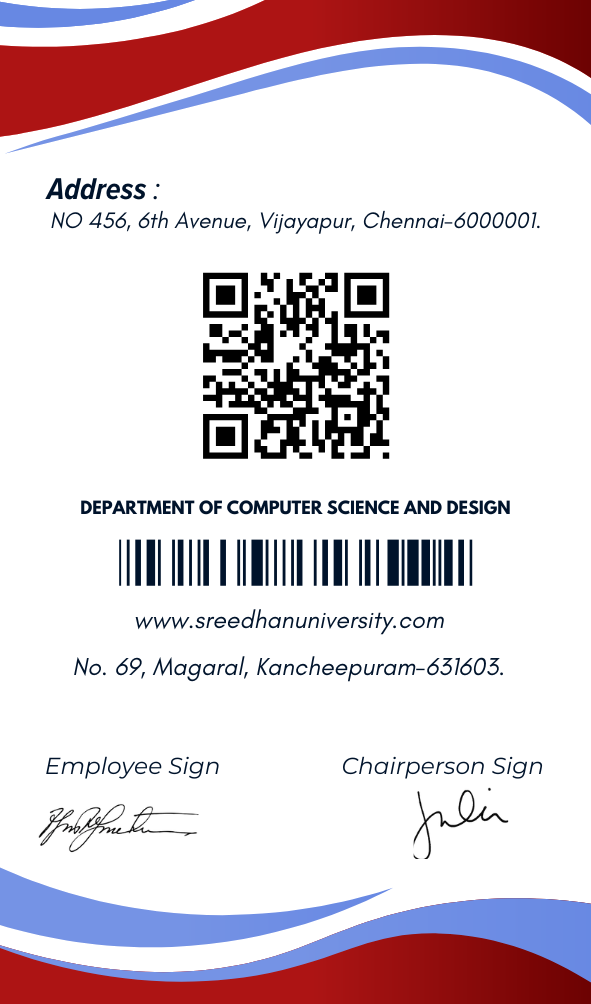 Address :
NO 456, 6th Avenue, Vijayapur, Chennai-6000001.
DEPARTMENT OF COMPUTER SCIENCE AND DESIGN
www.sreedhanuniversity.com
No. 69, Magaral, Kancheepuram-631603.
Employee Sign
Chairperson Sign